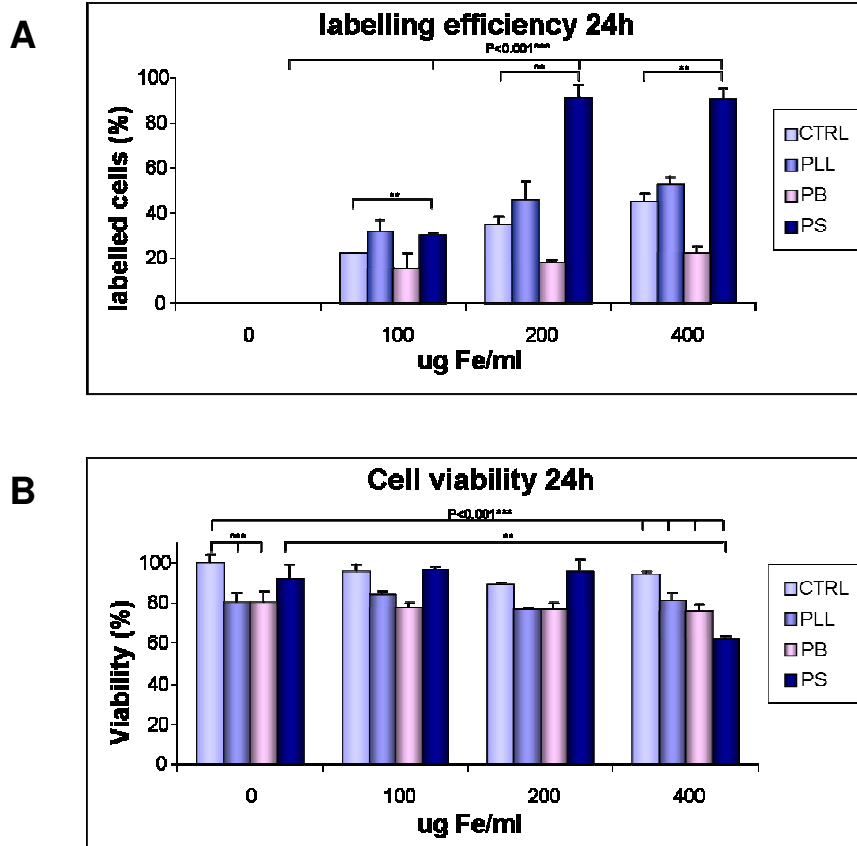 A
labelling efficiency 24h
P<0.001***
**
**
**
100
80
60
40
20
0
labelled cells (%)
0 100 200 400
ug Fe/ml
CTRL
PLL
PB
PS
B
Cell viability 24h
P<0.001***
***
**
100
80
60
40
20
0
Viability (%)
0 100 200 400
ug Fe/ml
CTRL
PLL
PB
PS